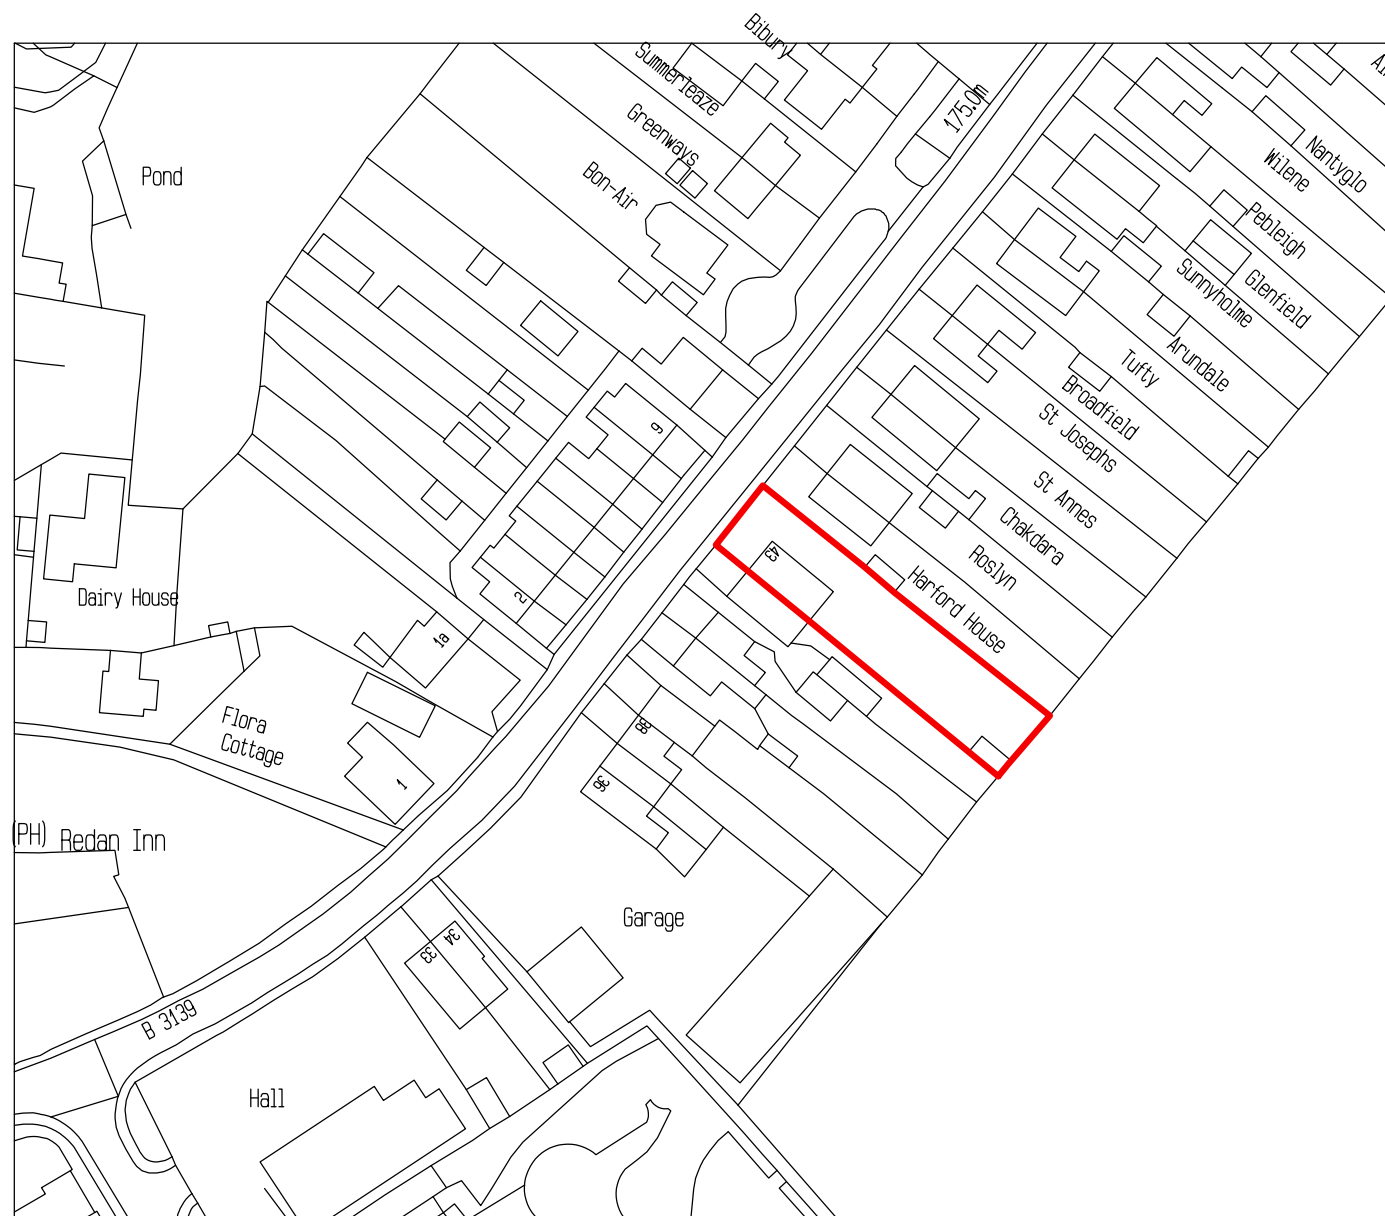 Bibury
Summerleaze
Greenways
Bon-Air
175.0m
Pond
Nantyglo
Wilene
Pebleigh
Glenfield
Sunnyholme
Arundale
Tufty
Broadfield
St Josephs
St Annes
Chakdara
Roslyn
Harford House
43
9
2
1a
Dairy House
Flora
Cottage
1
38
36
(PH) Redan Inn
Garage
34
33
B 3139
Hall